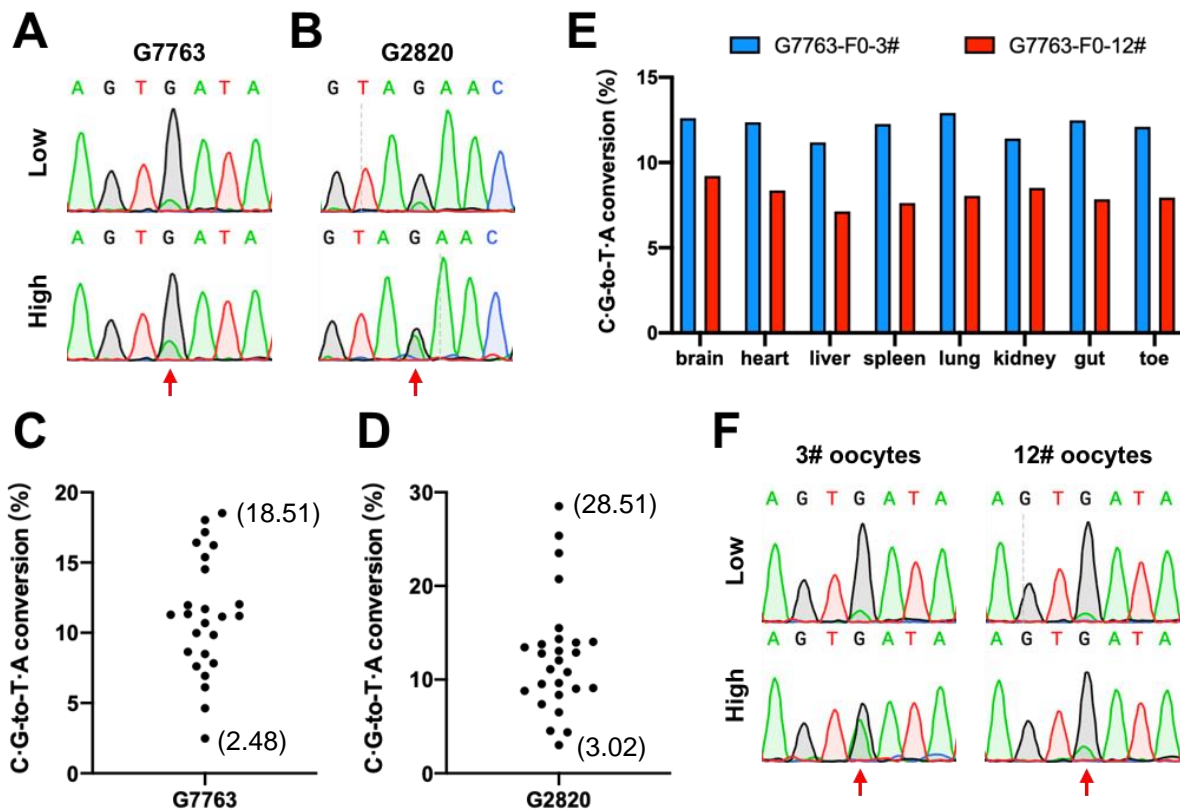 A
G7763
A G T G A T A
Low
A G T G A T A
High
B
G2820
G T A G A A C
G T A G A A C
E
G7763-F0-3#
G7763-F0-12#
C·G-to-T·A conversion (%)
15
10
5
0
brain heart liver spleen lung kidney gut toe
C
C·G-to-T·A conversion (%)
20
15
10
5
0
(18.51)
(2.48)
G7763
D
C·G-to-T·A conversion (%)
30
20
10
0
(28.51)
(3.02)
G2820
F
3# oocytes
12# oocytes
Low
A G T G A T A
A G T G A T A
High
A G T G A T A
A G T G A T A